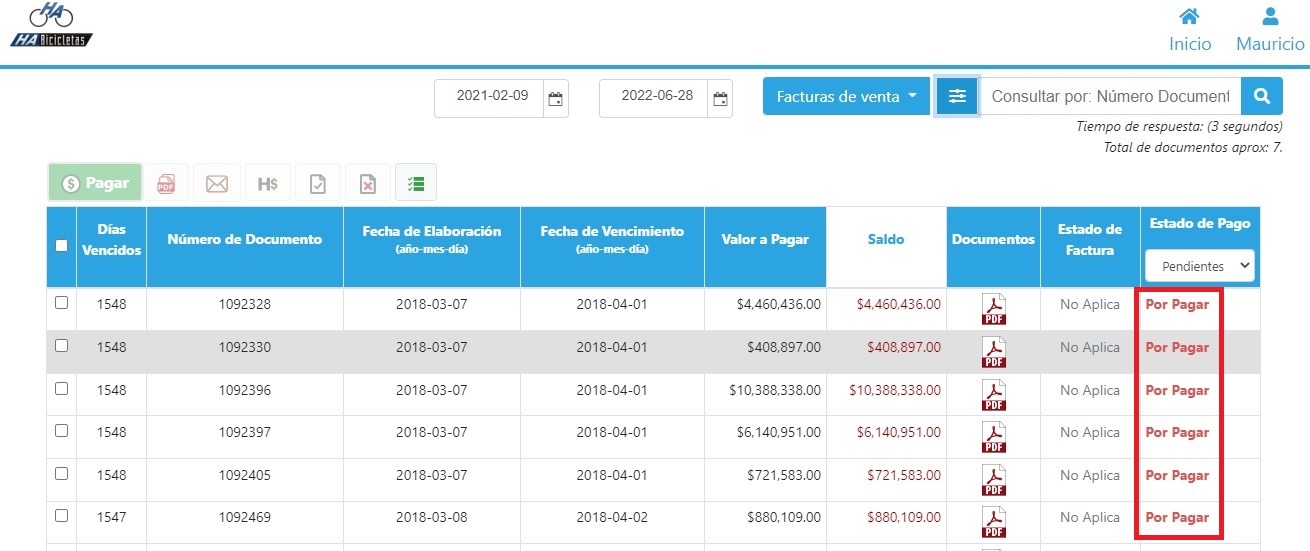 HA
HA Bicicletas
Inicio
Mauricio
2021-02-09
2022-06-28
Facturas de venta
Consultar por: Número Document
Tiempo de respuesta: (3 segundos)
Total de documentos aprox: 7.
$ Pagar
PDF
H$
Días Vencidos
Número de Documento
Fecha de Elaboración
(año-mes-día)
Fecha de Vencimiento
(año-mes-día)
Valor a Pagar
Saldo
Documentos
Estado de Factura
Estado de Pago
Pendientes
1548 1092328 2018-03-07 2018-04-01 $4,460,436.00 $4,460,436.00 PDF No Aplica Por Pagar
1548 1092330 2018-03-07 2018-04-01 $408,897.00 $408,897.00 PDF No Aplica Por Pagar
1548 1092396 2018-03-07 2018-04-01 $10,388,338.00 $10,388,338.00 PDF No Aplica Por Pagar
1548 1092397 2018-03-07 2018-04-01 $6,140,951.00 $6,140,951.00 PDF No Aplica Por Pagar
1548 1092405 2018-03-07 2018-04-01 $721,583.00 $721,583.00 PDF No Aplica Por Pagar
1547 1092469 2018-03-08 2018-04-02 $880,109.00 $880,109.00 PDF No Aplica Por Pagar